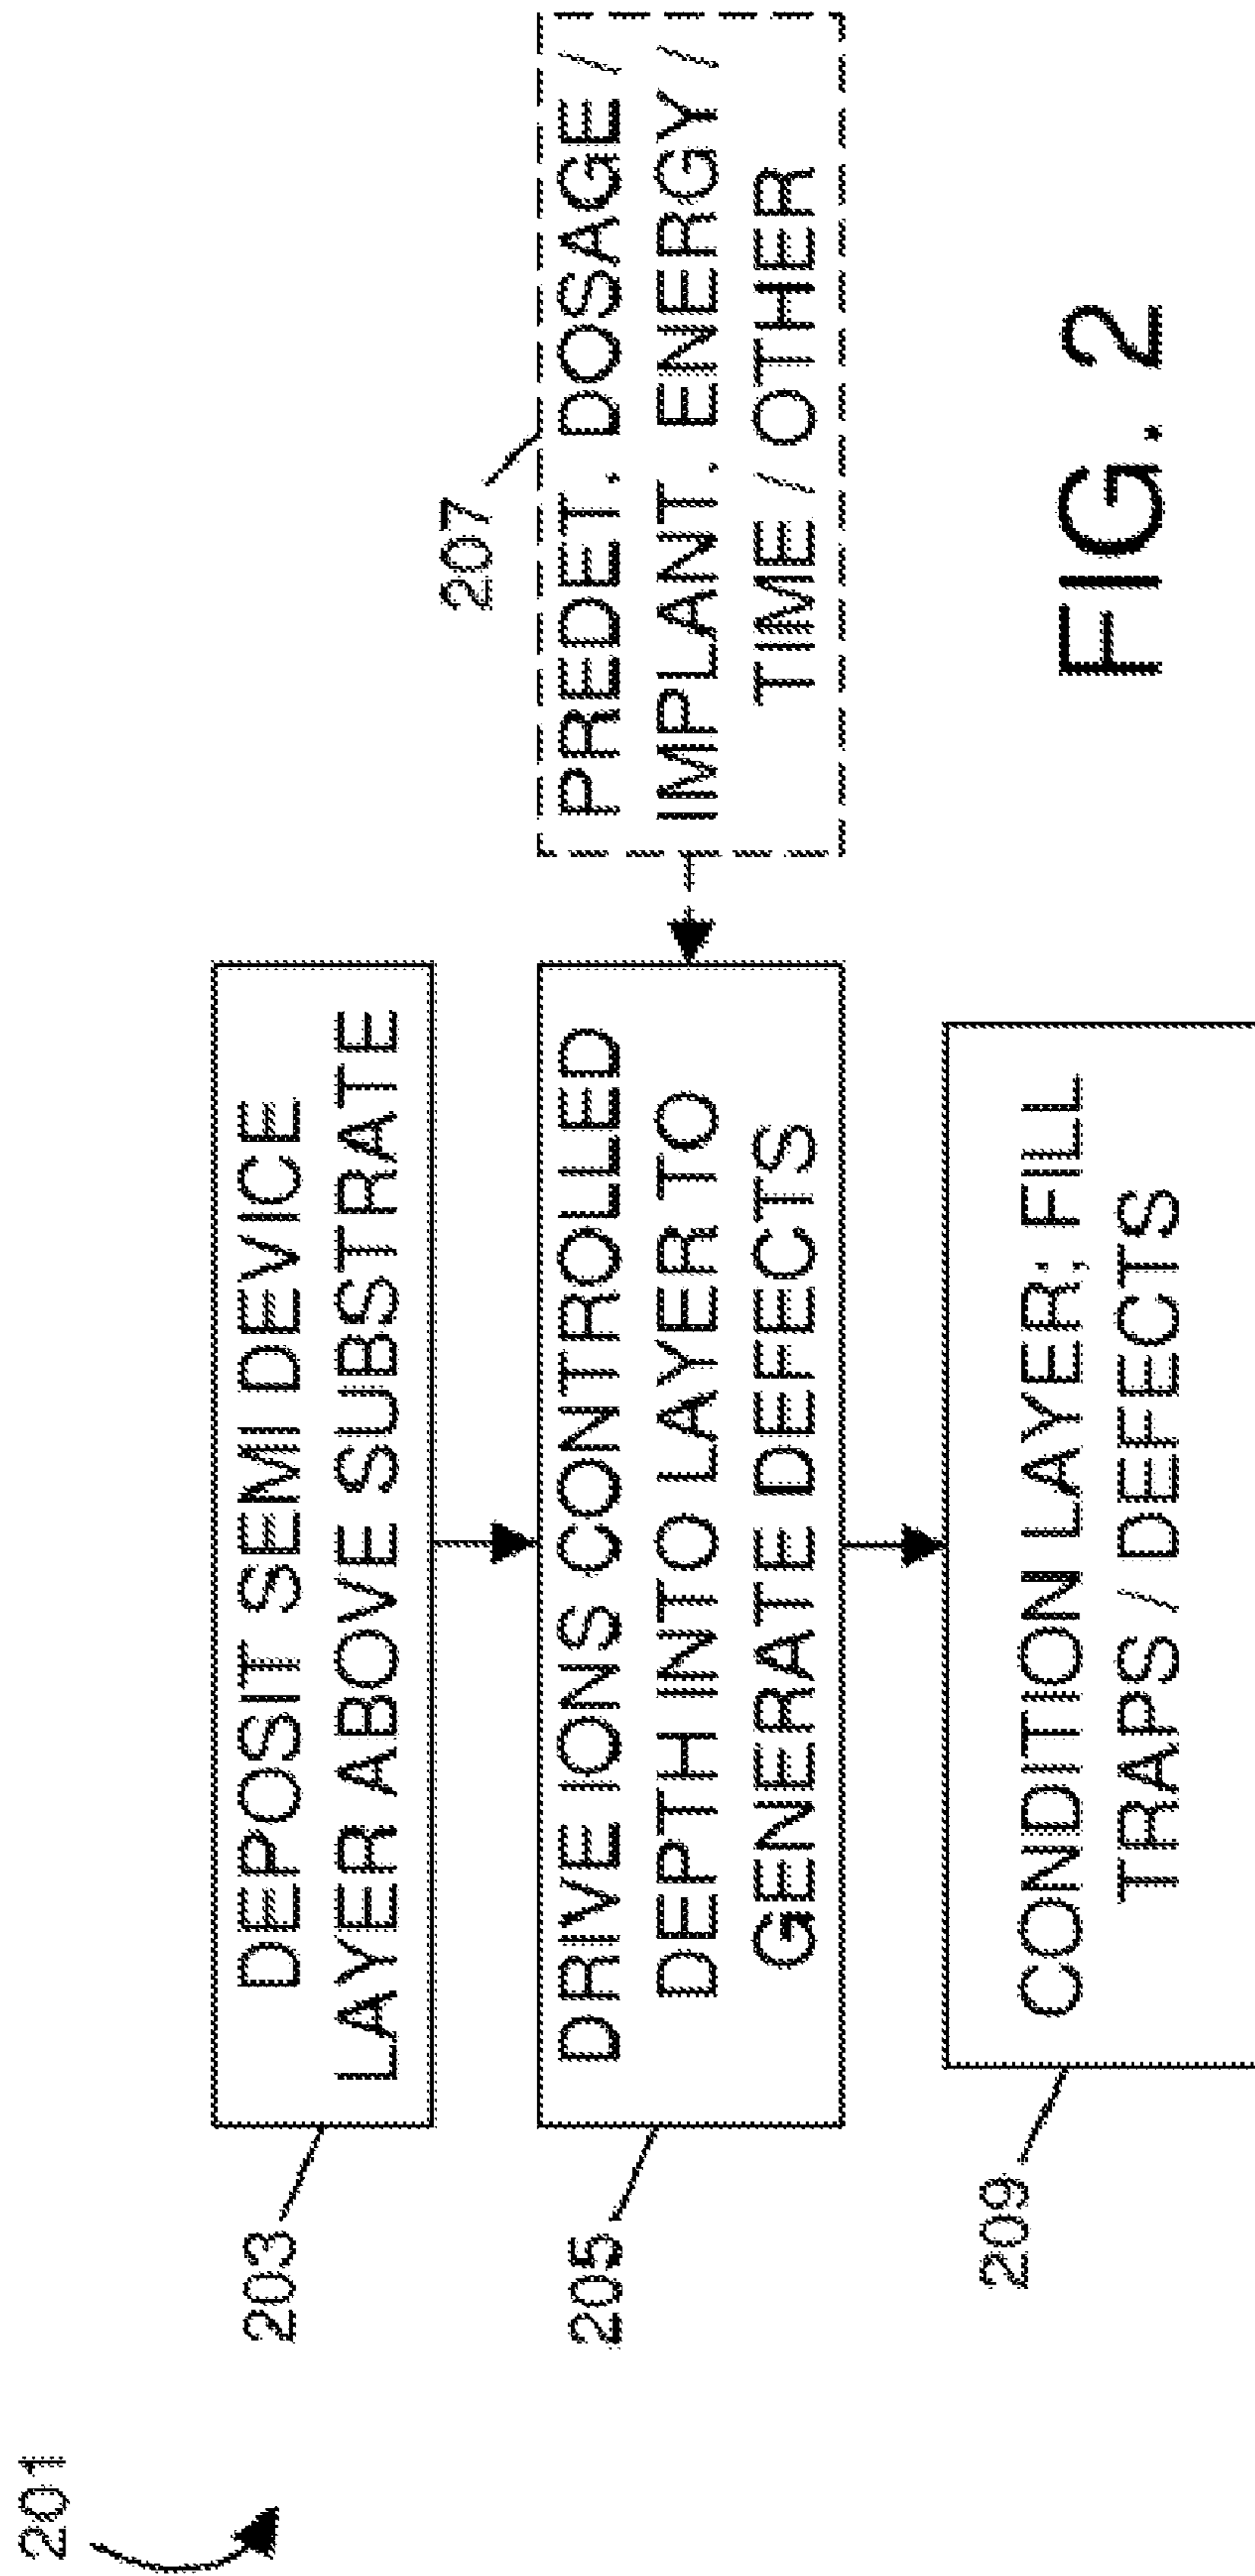 201
203
DEPOSIT SEMI DEVICE
LAYER ABOVE SUBSTRATE
205
DRIVE IONS CONTROLLED
DEPTH INTO LAYER TO
GENERATE DEFECTS
207
PREDET. DOSAGE /
IMPLANT. ENERGY /
TIME / OTHER
209
CONDITION LAYER; FILL
TRAPS / DEFECTS
FIG. 2